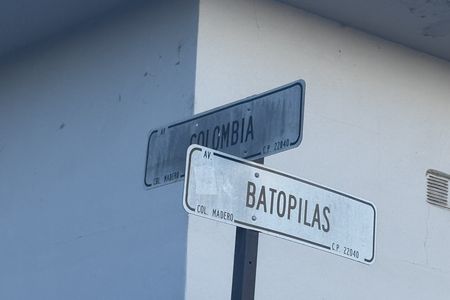 AV.
COLOMBIA
COL. MADERO
C.P. 22040
AV.
BATOPILAS
COL. MADERO
C.P. 22040